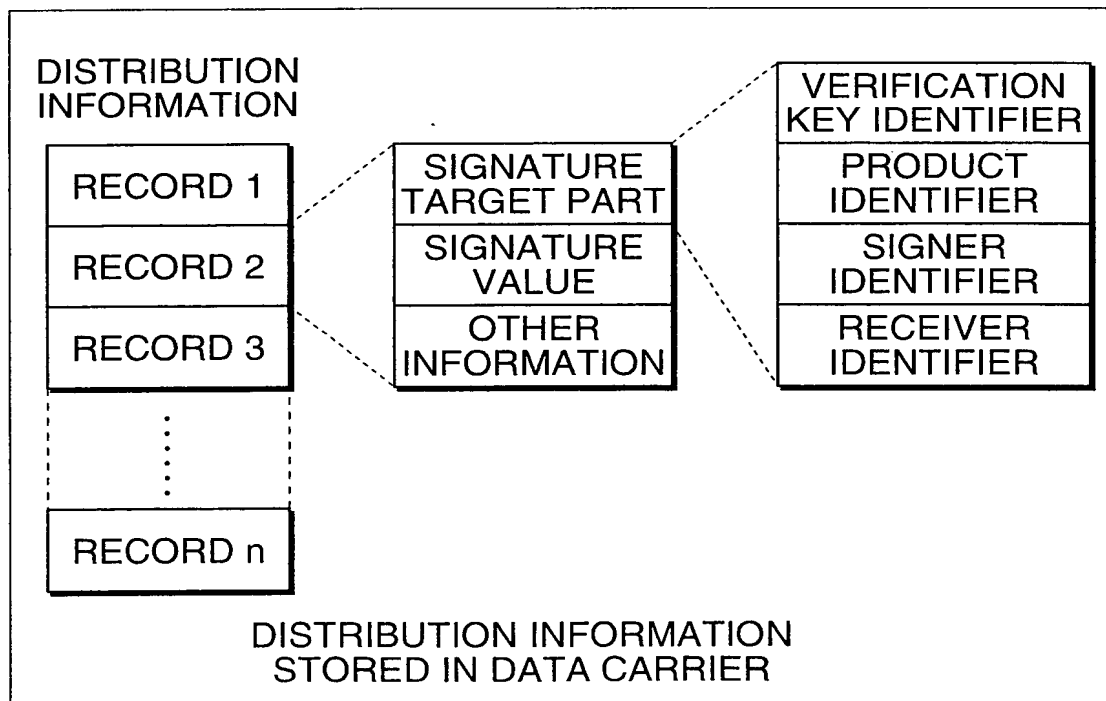 DISTRIBUTION
INFORMATION
RECORD 1
RECORD 2
RECORD 3
RECORD n
SIGNATURE
TARGET PART
SIGNATURE
VALUE
OTHER
INFORMATION
VERIFICATION
KEY IDENTIFIER
PRODUCT
IDENTIFIER
SIGNER
IDENTIFIER
RECEIVER
IDENTIFIER
DISTRIBUTION INFORMATION
STORED IN DATA CARRIER